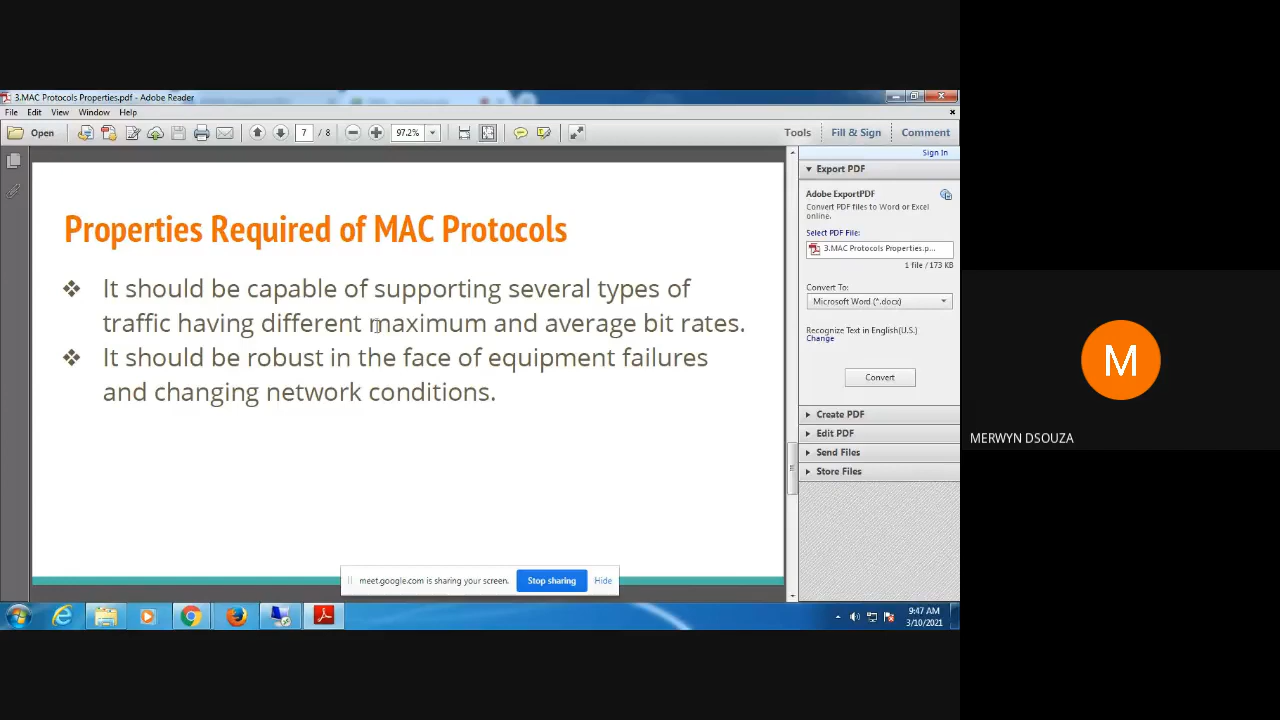 3.MAC Protocols Properties.pdf - Adobe Reader
File Edit View Window Help
Open 7 / 8 97.2% Tools Fill & Sign Comment
Sign In
Properties Required of MAC Protocols
❖ It should be capable of supporting several types of
traffic having different maximum and average bit rates.
❖ It should be robust in the face of equipment failures
and changing network conditions.
Export PDF
Adobe ExportPDF
Convert PDF files to Word or Excel
online.
Select PDF File:
3.MAC Protocols Properties.p...
1 file / 173 KB
Convert To:
Microsoft Word (*.docx)
Recognize Text in English(U.S.)
Change
Convert
Create PDF
Edit PDF
Send Files
Store Files
meet.google.com is sharing your screen. Stop sharing Hide
9:47 AM
3/10/2021
M
MERWYN DSOUZA